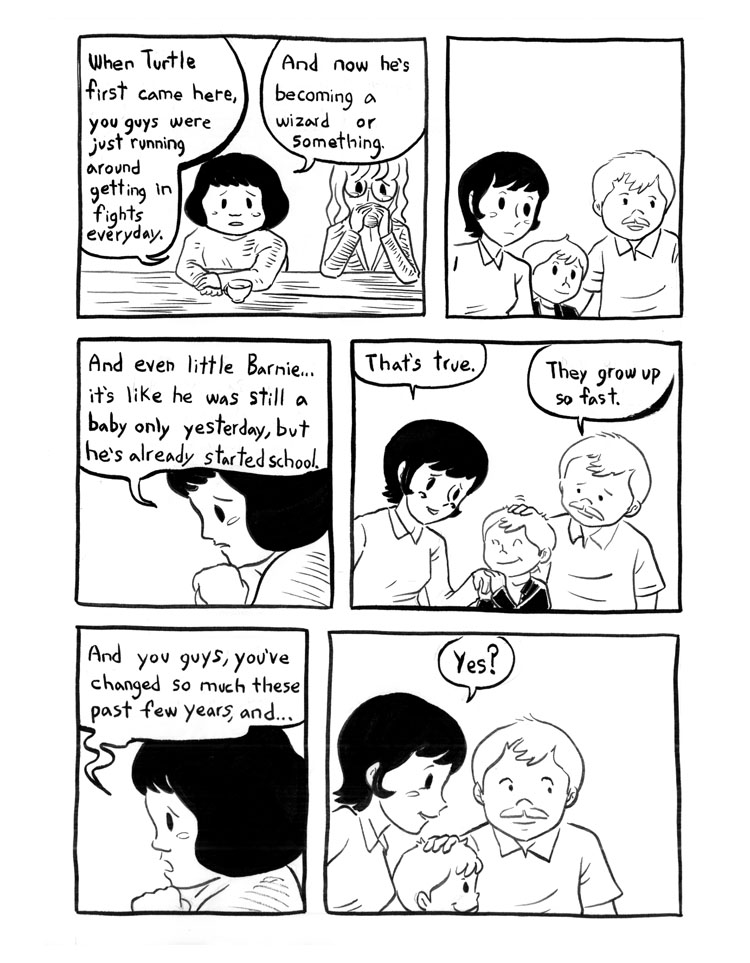 When Turtle
first came here,
you guys were
just running
around
getting in
fights
everyday.
And now he's
becoming a
wizard or
something.
And even little Barnie...
it's like he was still a
baby only yesterday, but
he's already started school.
That's true.
They grow up
so fast.
And you guys, you've
changed so much these
past few years, and...
Yes?